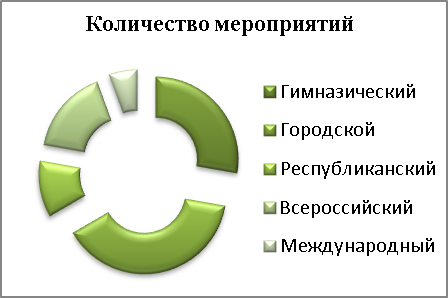 Количество мероприятий
Гимназический
Городской
Республиканский
Всероссийский
Международный